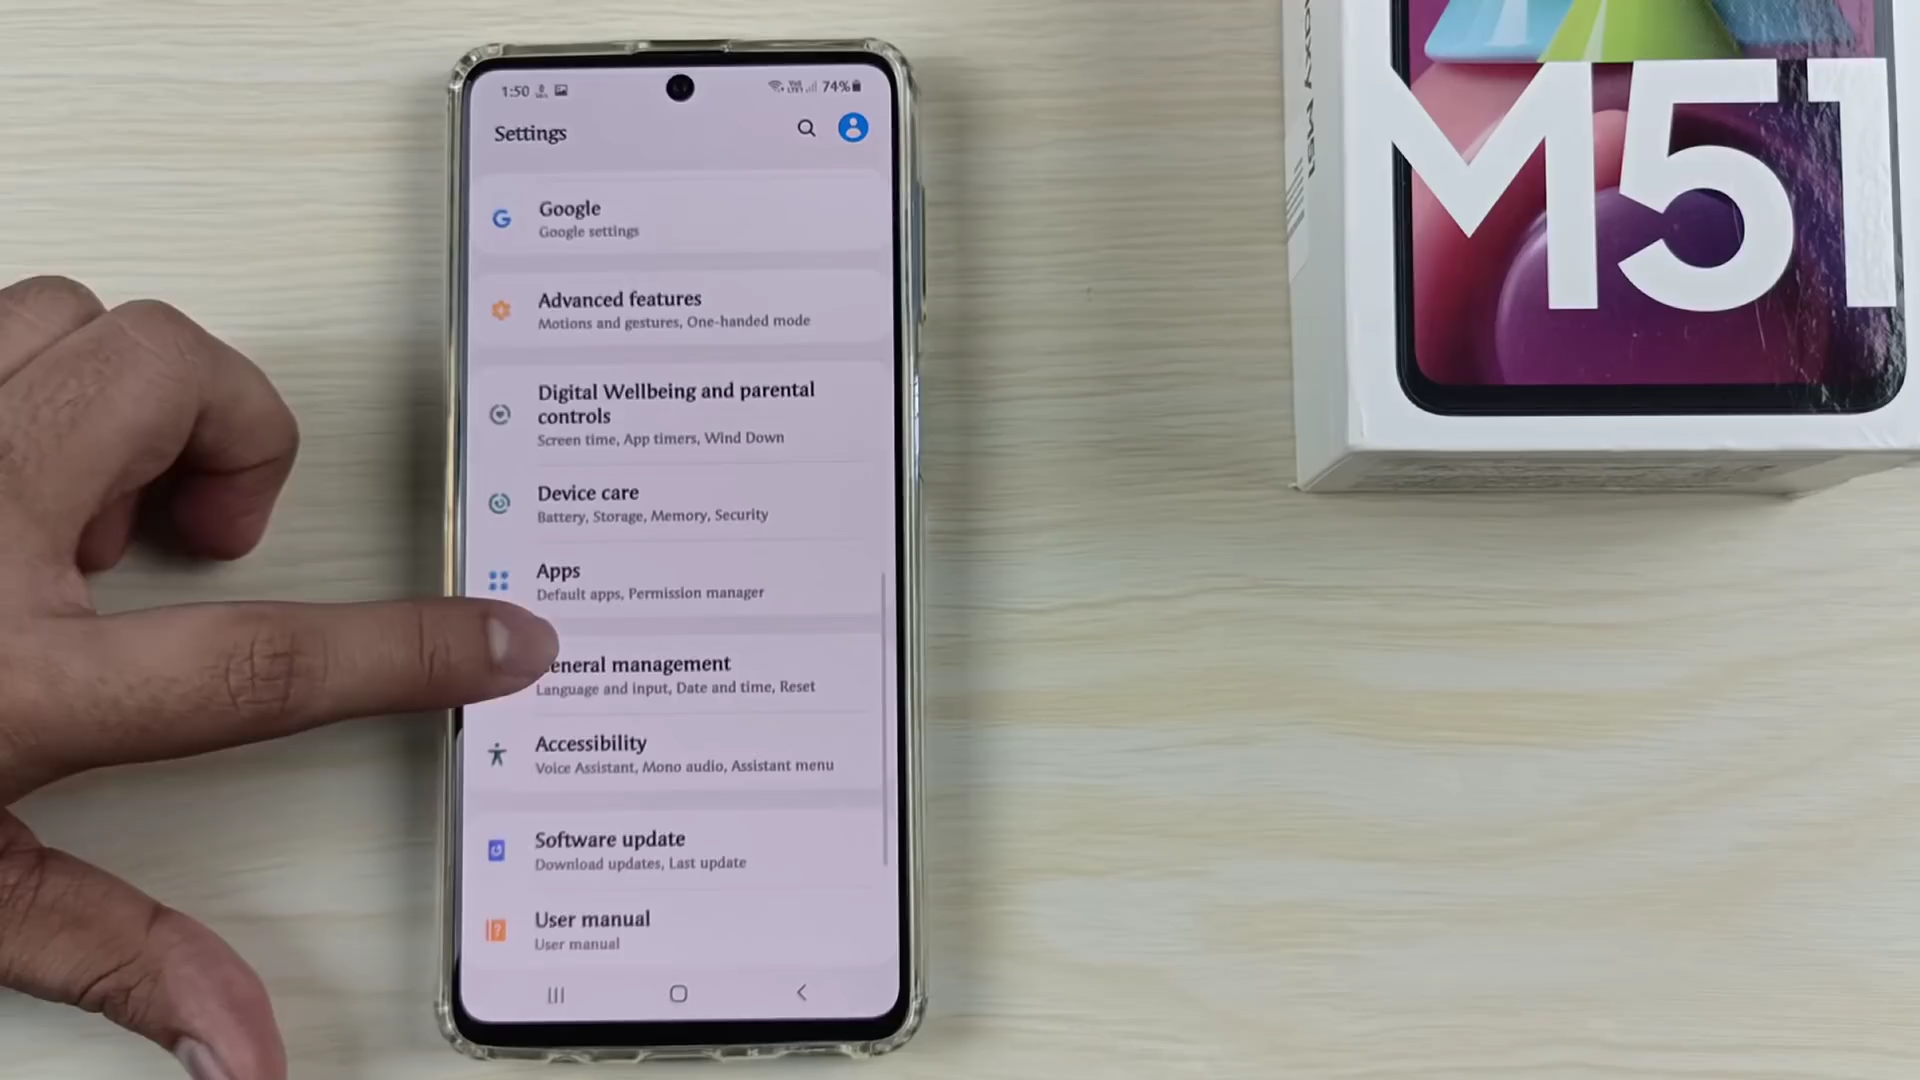 1:50
74%
Settings
Google
Google settings
Advanced features
Motions and gestures, One-handed mode
Digital Wellbeing and parental
controls
Screen time, App timers, Wind Down
Device care
Battery, Storage, Memory, Security
Apps
Default apps, Permission manager
eneral management
Language and input, Date and time, Reset
Accessibility
Voice Assistant, Mono audio, Assistant menu
Software update
Download updates, Last update
User manual
User manual
M51